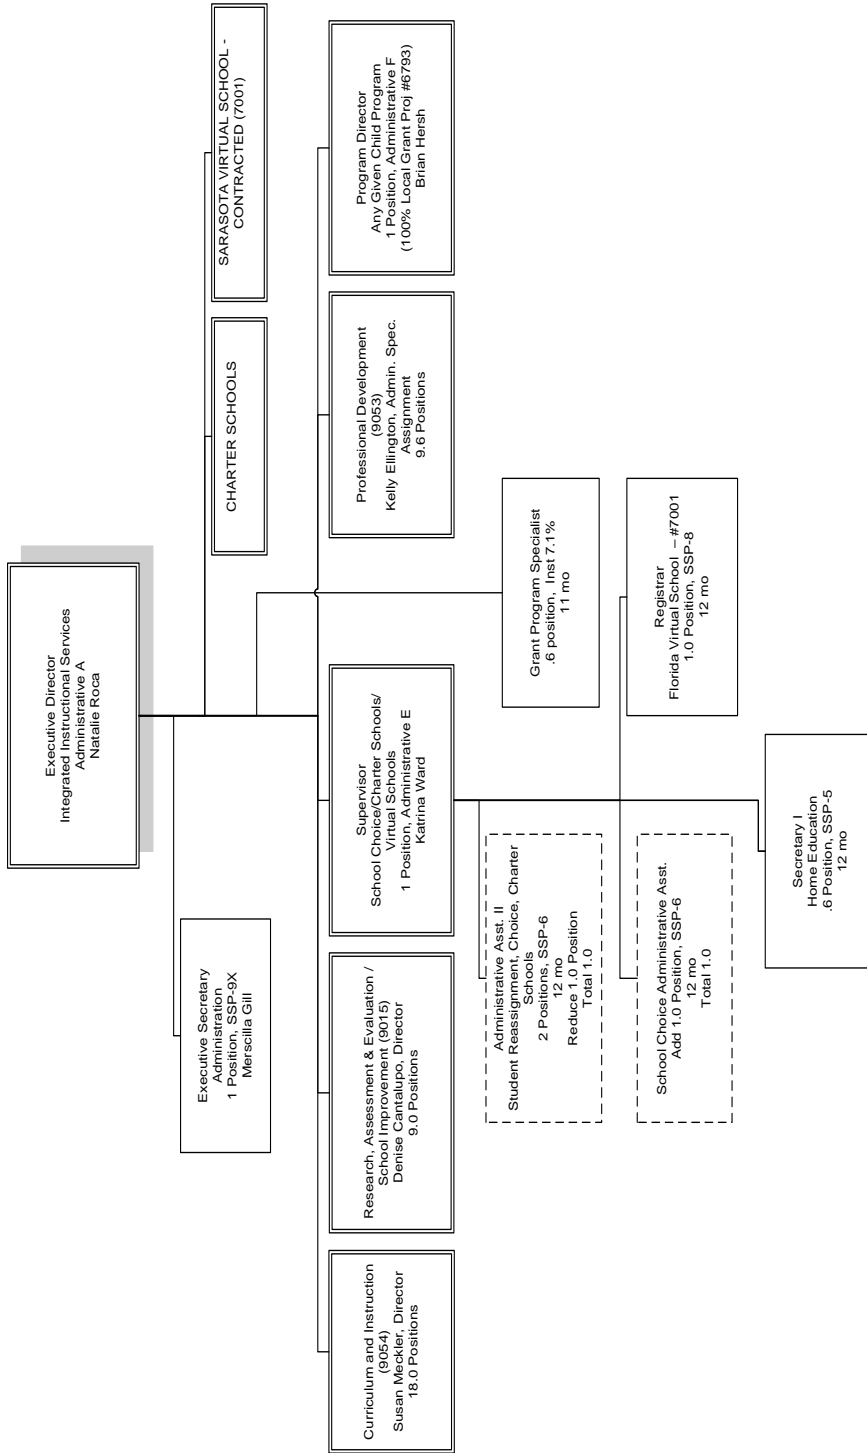 Executive Director
Integrated Instructional Services
Administrative A
Natalie Roca
Executive Secretary
Administration
1 Position, SSP-9X
Merscilla Gill
CHARTER SCHOOLS
SARASOTA VIRTUAL SCHOOL -
CONTRACTED (7001)
Curriculum and Instruction
(9054)
Susan Meckler, Director
18.0 Positions
Research, Assessment & Evaluation /
School Improvement (9015)
Denise Cantalupo, Director
9.0 Positions
Supervisor
School Choice/Charter Schools/
Virtual Schools
1 Position, Administrative E
Katrina Ward
Professional Development
(9053)
Kelly Ellington, Admin. Spec.
Assignment
9.6 Positions
Program Director
Any Given Child Program
1 Position, Administrative F
(100% Local Grant Proj #6793)
Brian Hersh
Administrative Asst. II
Student Reassignment, Choice, Charter
Schools
2 Positions, SSP-6
12 mo
Reduce 1.0 Position
Total 1.0
Grant Program Specialist
.6 position, Inst 7.1%
11 mo
School Choice Administrative Asst.
Add 1.0 Position, SSP-6
12 mo
Total 1.0
Registrar
Florida Virtual School – #7001
1.0 Position, SSP-8
12 mo
Secretary I
Home Education
.6 Position, SSP-5
12 mo